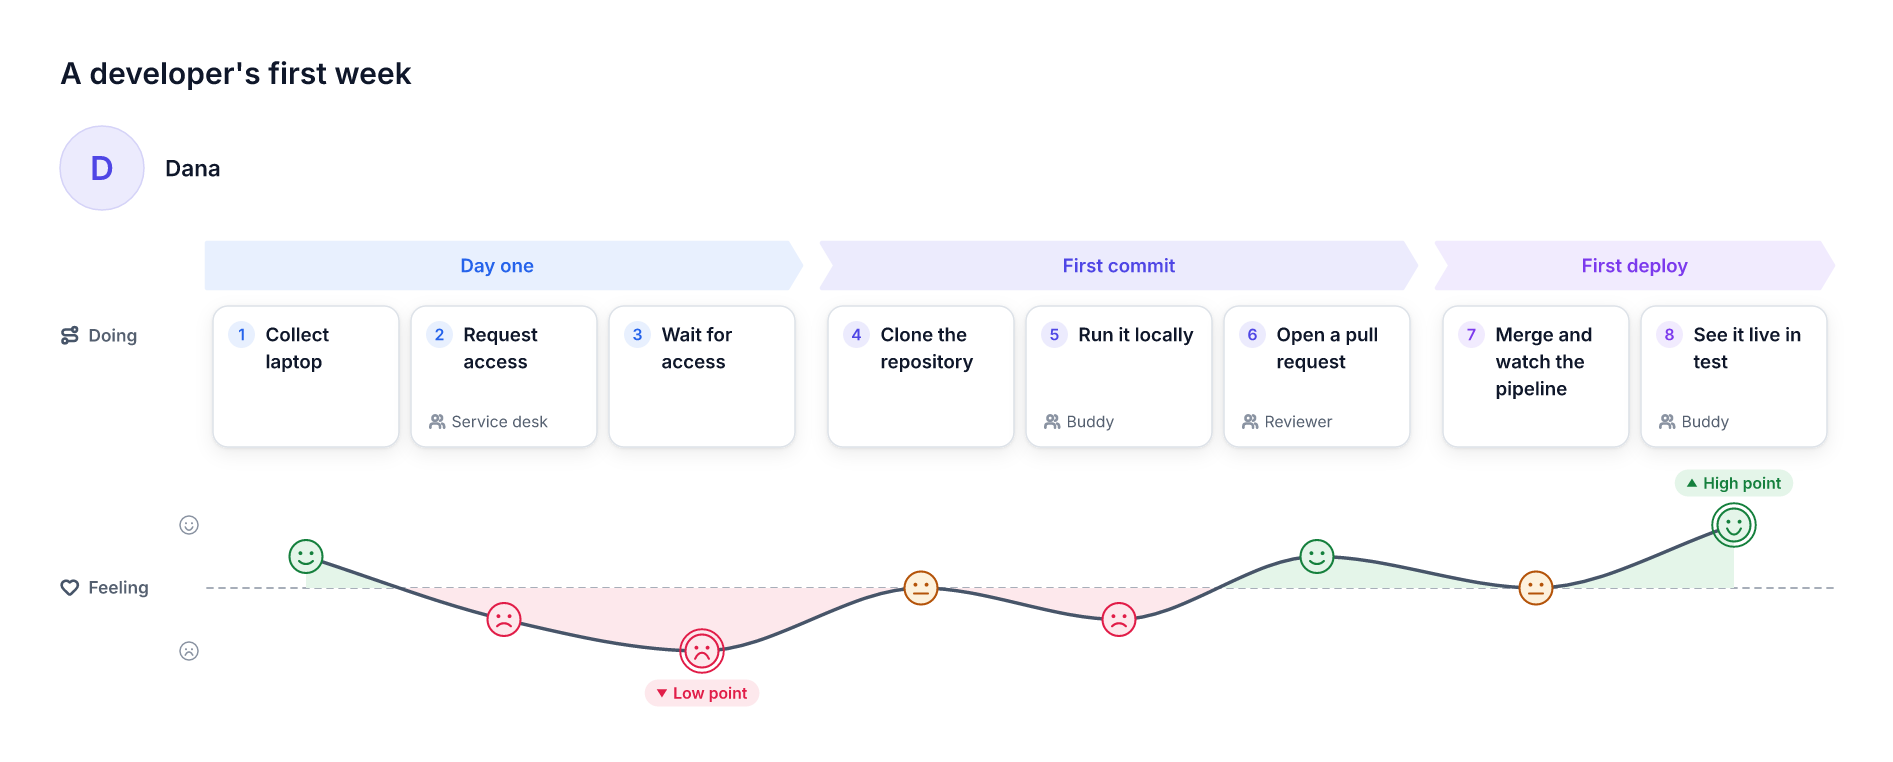 A developer's first week
D
Dana
Day one
First commit
First deploy
Doing
1
Collect
laptop
2
Request
access
Service desk
3
Wait for
access
4
Clone the
repository
5
Run it locally
Buddy
6
Open a pull
request
Reviewer
7
Merge and
watch the
pipeline
8
See it live in
test
Buddy
High point
Feeling
Low point